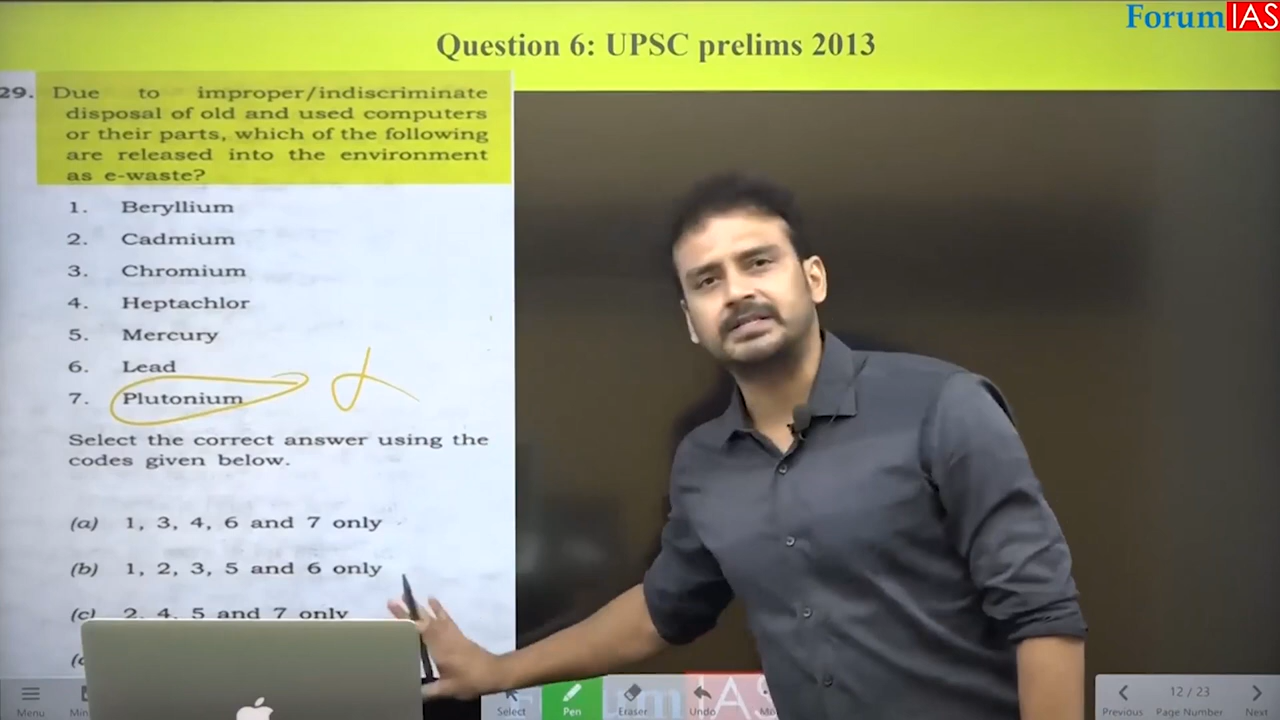 ForumIAS
Question 6: UPSC prelims 2013
29. Due to improper/indiscriminate
disposal of old and used computers
or their parts, which of the following
are released into the environment
as e-waste?
1. Beryllium
2. Cadmium
3. Chromium
4. Heptachlor
5. Mercury
6. Lead
7. Plutonium
Select the correct answer using the
codes given below.
(a) 1, 3, 4, 6 and 7 only
(b) 1, 2, 3, 5 and 6 only
(c) 2, 4, 5 and 7 only
Menu
Select
Pen
Eraser
Undo
Previous
12 / 23
Page Number
Next